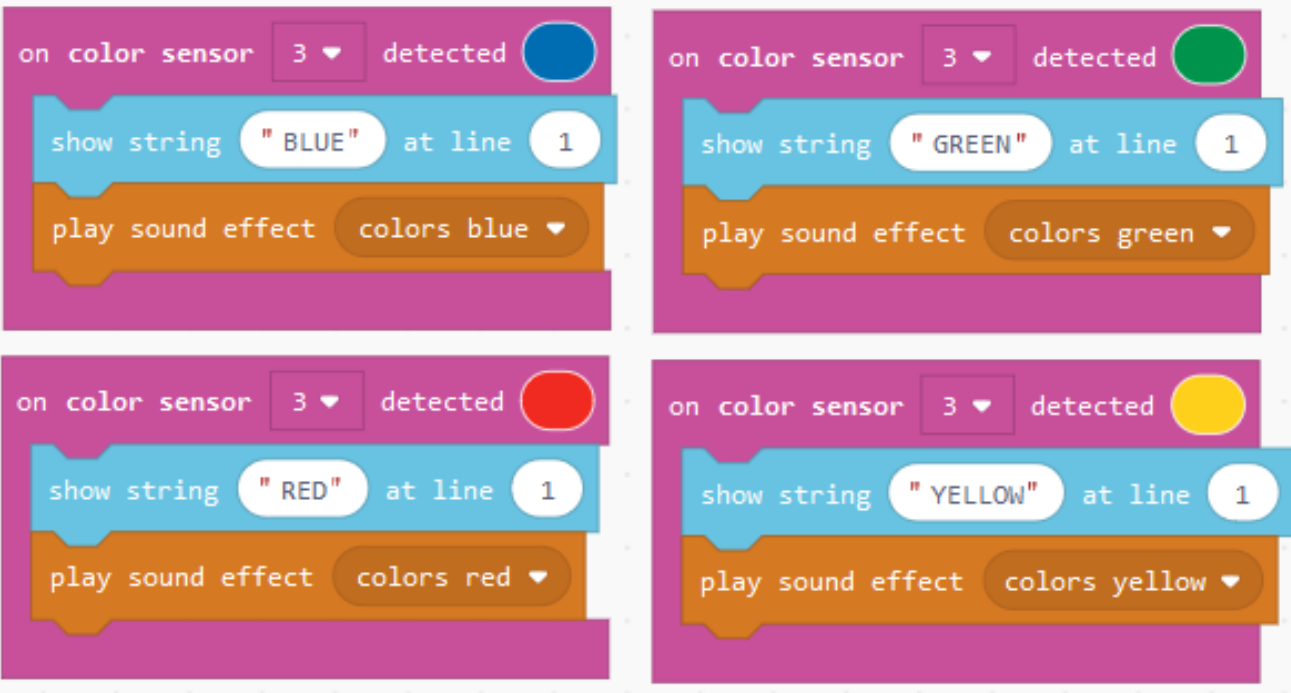 on color sensor 3 detected
show string "BLUE" at line 1
play sound effect colors blue
on color sensor 3 detected
show string "GREEN" at line 1
play sound effect colors green
on color sensor 3 detected
show string "RED" at line 1
play sound effect colors red
on color sensor 3 detected
show string "YELLOW" at line 1
play sound effect colors yellow